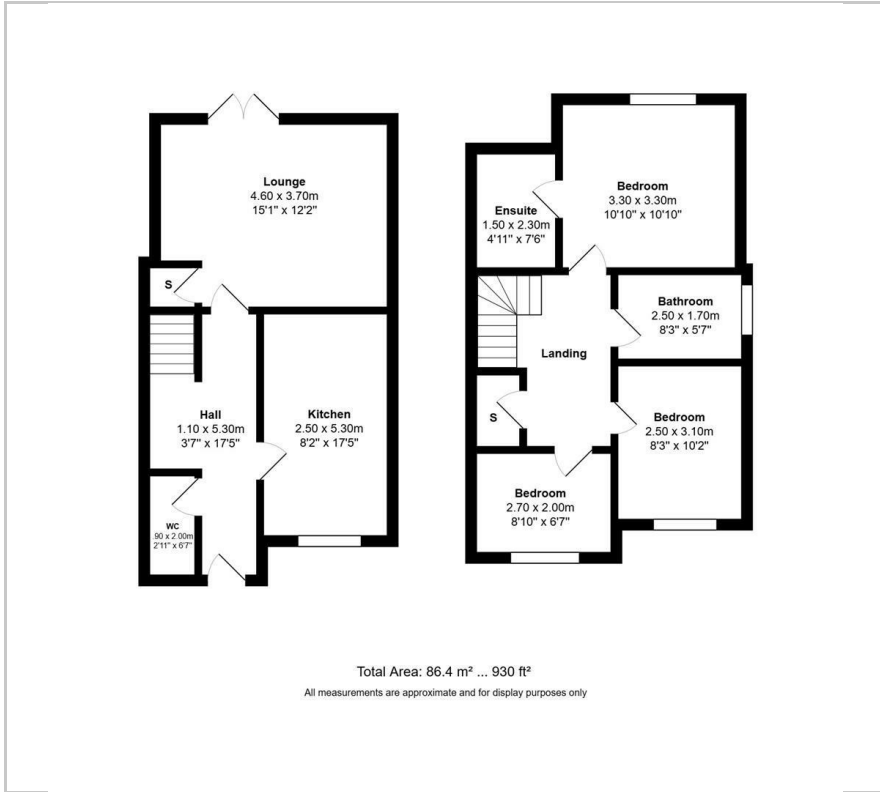 Lounge
4.60 x 3.70m
15'1" x 12'2"
S
Hall
1.10 x 5.30m
3'7" x 17'5"
Kitchen
2.50 x 5.30m
8'2" x 17'5"
WC
.90 x 2.00m
2'11" x 6'7"
Bedroom
3.30 x 3.30m
10'10" x 10'10"
Ensuite
1.50 x 2.30m
4'11" x 7'6"
Bathroom
2.50 x 1.70m
8'3" x 5'7"
Landing
S
Bedroom
2.50 x 3.10m
8'3" x 10'2"
Bedroom
2.70 x 2.00m
8'10" x 6'7"
Total Area: 86.4 m² ... 930 ft²
All measurements are approximate and for display purposes only